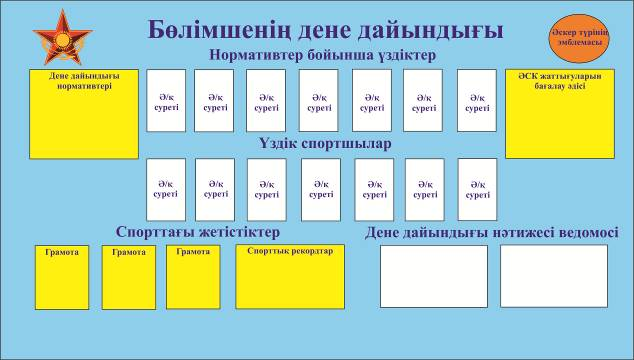 Бөлімшенің дене дайындығы
Әскер түрінің
эмблемасы
Нормативтер бойынша үздіктер
Дене дайындығы
нормативтері
Ә/қ
суреті
Ә/қ
суреті
Ә/қ
суреті
Ә/қ
суреті
Ә/қ
суреті
Ә/қ
суреті
Ә/қ
суреті
ӘСК жаттығуларын
бағалау әдісі
Үздік спортшылар
Ә/қ
суреті
Ә/қ
суреті
Ә/қ
суреті
Ә/қ
суреті
Ә/қ
суреті
Ә/қ
суреті
Ә/қ
суреті
Спорттағы жетістіктер
Дене дайындығы нәтижесі ведомосі
Грамота
Грамота
Грамота
Спорттық рекордтар